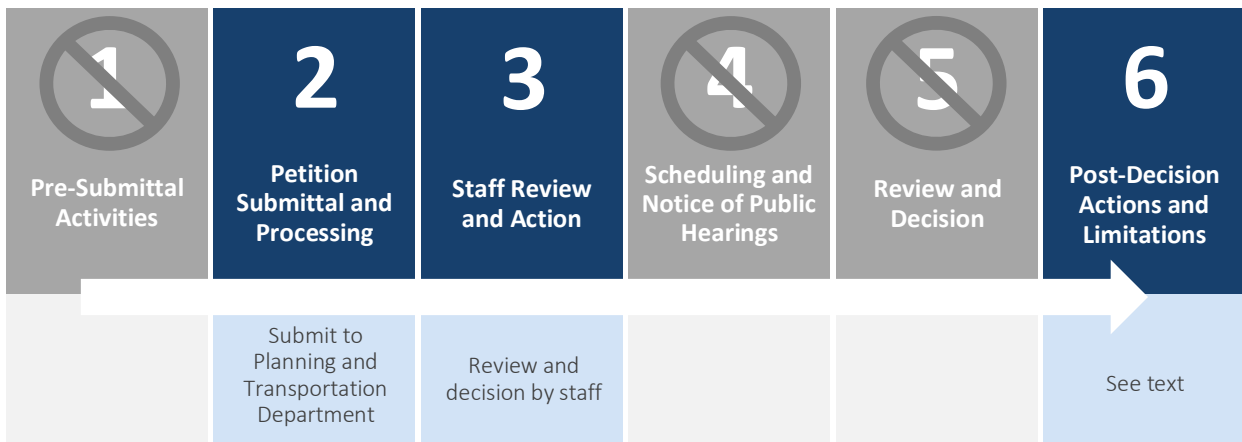 1
Pre-Submittal
Activities
2
Petition
Submittal and
Processing
Submit to
Planning and
Transportation
Department
3
Staff Review
and Action
Review and
decision by staff
4
Scheduling and
Notice of Public
Hearings
5
Review and
Decision
6
Post-Decision
Actions and
Limitations
See text